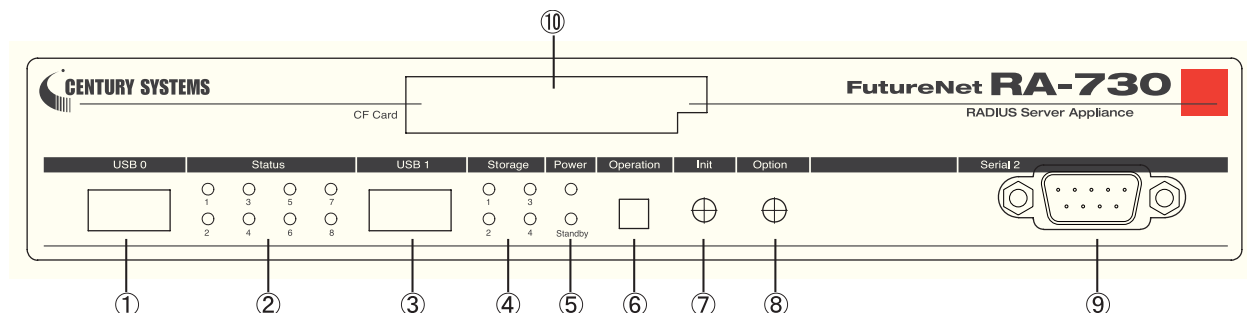 ⑩
CENTURY SYSTEMS
FutureNet RA-730
CF Card
RADIUS Server Appliance
USB 0 Status USB 1 Storage Power Operation Init Option Serial 2
1 3 5 7 1 3
2 4 6 8 2 4 Standby
① ② ③ ④ ⑤ ⑥ ⑦ ⑧ ⑨